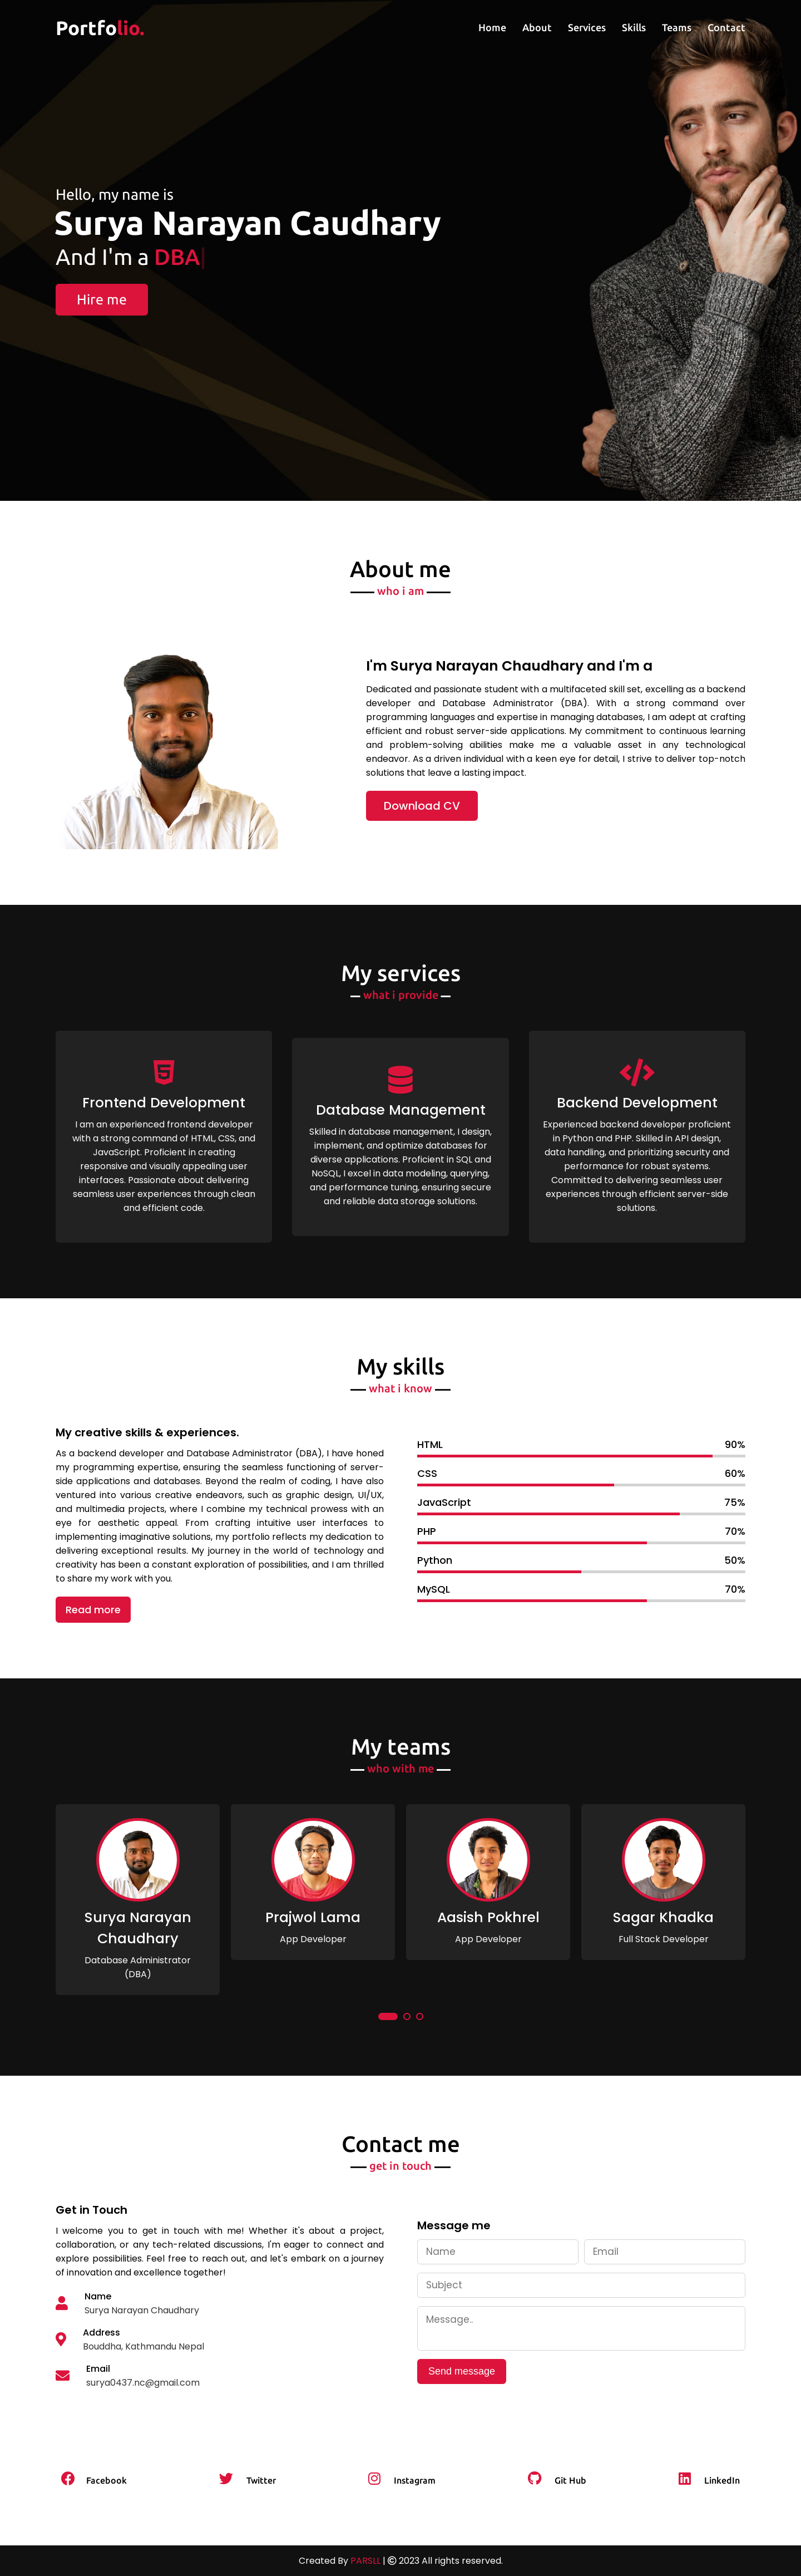 Portfolio.
Home About Services Skills Teams Contact
Hello, my name is
Surya Narayan Caudhary
And I'm a DBA|
Hire me
About me
who i am
I'm Surya Narayan Chaudhary and I'm a
Dedicated and passionate student with a multifaceted skill set, excelling as a backend
developer and Database Administrator (DBA). With a strong command over
programming languages and expertise in managing databases, I am adept at crafting
efficient and robust server-side applications. My commitment to continuous learning
and problem-solving abilities make me a valuable asset in any technological
endeavor. As a driven individual with a keen eye for detail, I strive to deliver top-notch
solutions that leave a lasting impact.
Download CV
My services
what i provide
Frontend Development
I am an experienced frontend developer
with a strong command of HTML, CSS, and
JavaScript. Proficient in creating
responsive and visually appealing user
interfaces. Passionate about delivering
seamless user experiences through clean
and efficient code.
Database Management
Skilled in database management, I design,
implement, and optimize databases for
diverse applications. Proficient in SQL and
NoSQL, I excel in data modeling, querying,
and performance tuning, ensuring secure
and reliable data storage solutions.
Backend Development
Experienced backend developer proficient
in Python and PHP. Skilled in API design,
data handling, and prioritizing security and
performance for robust systems.
Committed to delivering seamless user
experiences through efficient server-side
solutions.
My skills
what i know
My creative skills & experiences.
As a backend developer and Database Administrator (DBA), I have honed
my programming expertise, ensuring the seamless functioning of server-
side applications and databases. Beyond the realm of coding, I have also
ventured into various creative endeavors, such as graphic design, UI/UX,
and multimedia projects, where I combine my technical prowess with an
eye for aesthetic appeal. From crafting intuitive user interfaces to
implementing imaginative solutions, my portfolio reflects my dedication to
delivering exceptional results. My journey in the world of technology and
creativity has been a constant exploration of possibilities, and I am thrilled
to share my work with you.
Read more
HTML 90%
CSS 60%
JavaScript 75%
PHP 70%
Python 50%
MySQL 70%
My teams
who with me
Surya Narayan
Chaudhary
Database Administrator
(DBA)
Prajwol Lama
App Developer
Aasish Pokhrel
App Developer
Sagar Khadka
Full Stack Developer
Contact me
get in touch
Get in Touch
I welcome you to get in touch with me! Whether it's about a project,
collaboration, or any tech-related discussions, I'm eager to connect and
explore possibilities. Feel free to reach out, and let's embark on a journey
of innovation and excellence together!
Name
Surya Narayan Chaudhary
Address
Bouddha, Kathmandu Nepal
Email
surya0437.nc@gmail.com
Message me
Name
Email
Subject
Message..
Send message
Facebook Twitter Instagram Git Hub LinkedIn
Created By PARSLL | © 2023 All rights reserved.